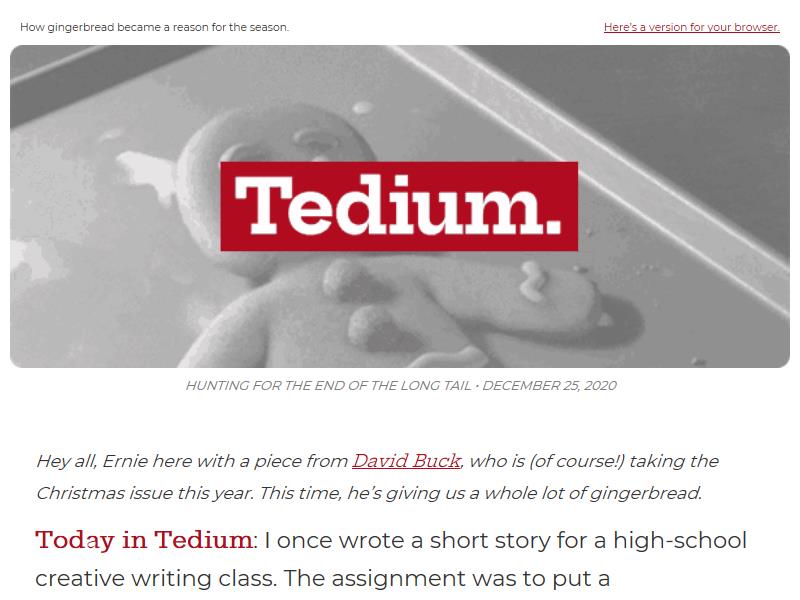 How gingerbread became a reason for the season.
Here's a version for your browser.
Tedium.
HUNTING FOR THE END OF THE LONG TAIL • DECEMBER 25, 2020
Hey all, Ernie here with a piece from David Buck, who is (of course!) taking the
Christmas issue this year. This time, he’s giving us a whole lot of gingerbread.
Today in Tedium: I once wrote a short story for a high-school
creative writing class. The assignment was to put a